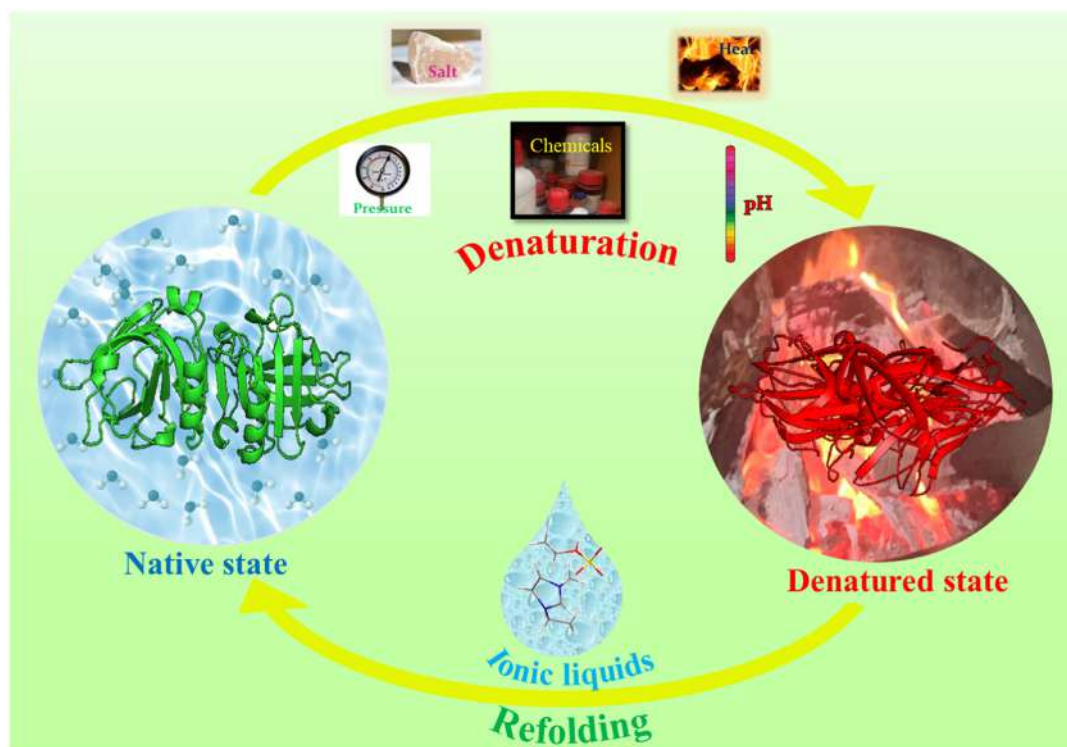 Salt
Heat
Pressure
Chemicals
pH
Denaturation
Native state
Denatured state
Ionic liquids
Refolding